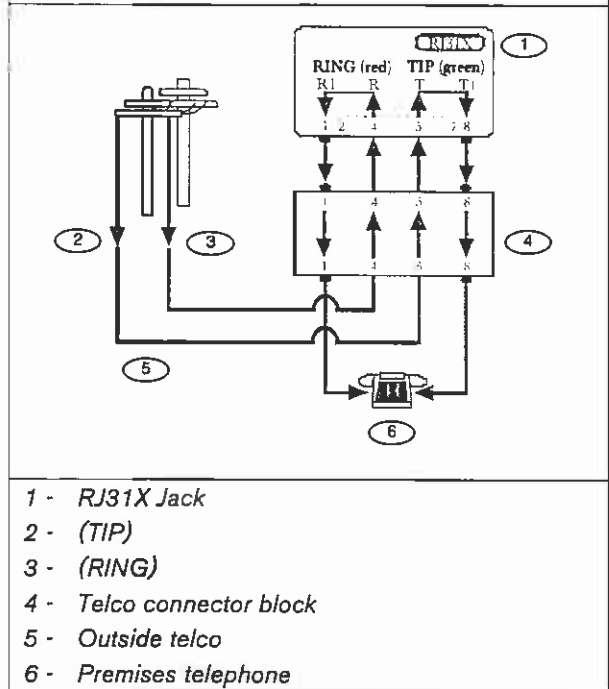 RJ31X
1
RING (red) TIP (green)
R1 R T T1
1 2 4 5 7 8
2
3
1 4 5 8
4
1 4 5 8
5
6
1 - RJ31X Jack
2 - (TIP)
3 - (RING)
4 - Telco connector block
5 - Outside telco
6 - Premises telephone